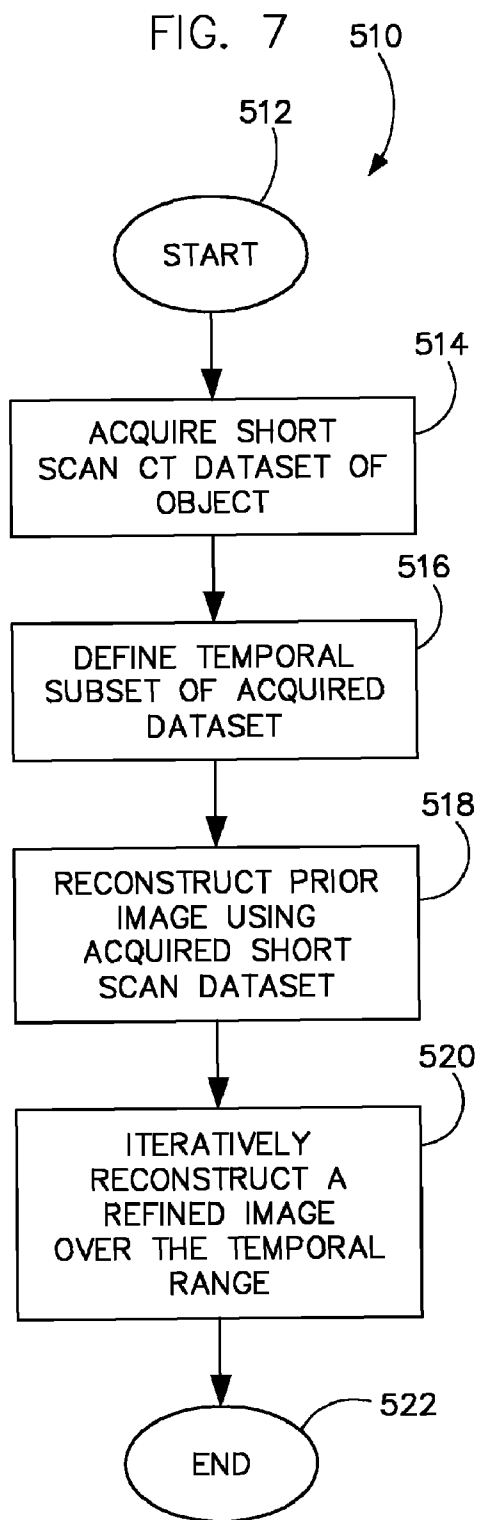 FIG. 7
510
512
START
514
ACQUIRE SHORT
SCAN CT DATASET OF
OBJECT
516
DEFINE TEMPORAL
SUBSET OF ACQUIRED
DATASET
518
RECONSTRUCT PRIOR
IMAGE USING
ACQUIRED SHORT
SCAN DATASET
520
ITERATIVELY
RECONSTRUCT A
REFINED IMAGE
OVER THE TEMPORAL
RANGE
522
END